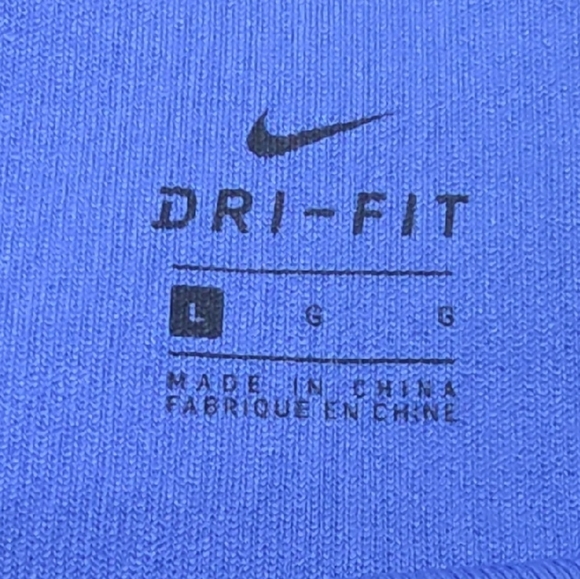 DRI-FIT
L G G
MADE IN CHINA
FABRIQUE EN CHINE